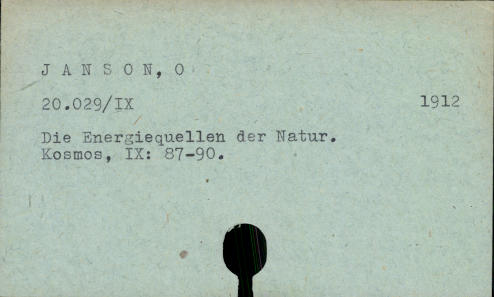 J A N S O N, O
20.029/IX 1912
Die Energiequellen der Natur.
Kosmos, IX: 87-90.